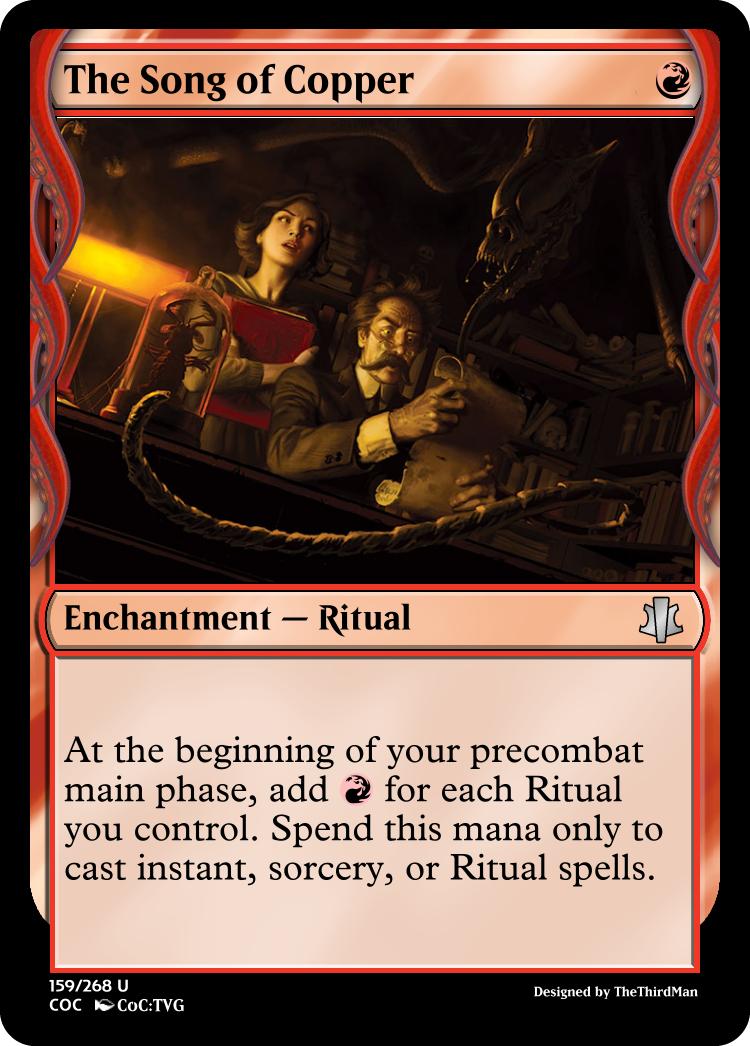 The Song of Copper
Enchantment — Ritual
At the beginning of your precombat
main phase, add for each Ritual
you control. Spend this mana only to
cast instant, sorcery, or Ritual spells.
159/268 U
COC CoC:TVG
Designed by TheThirdMan